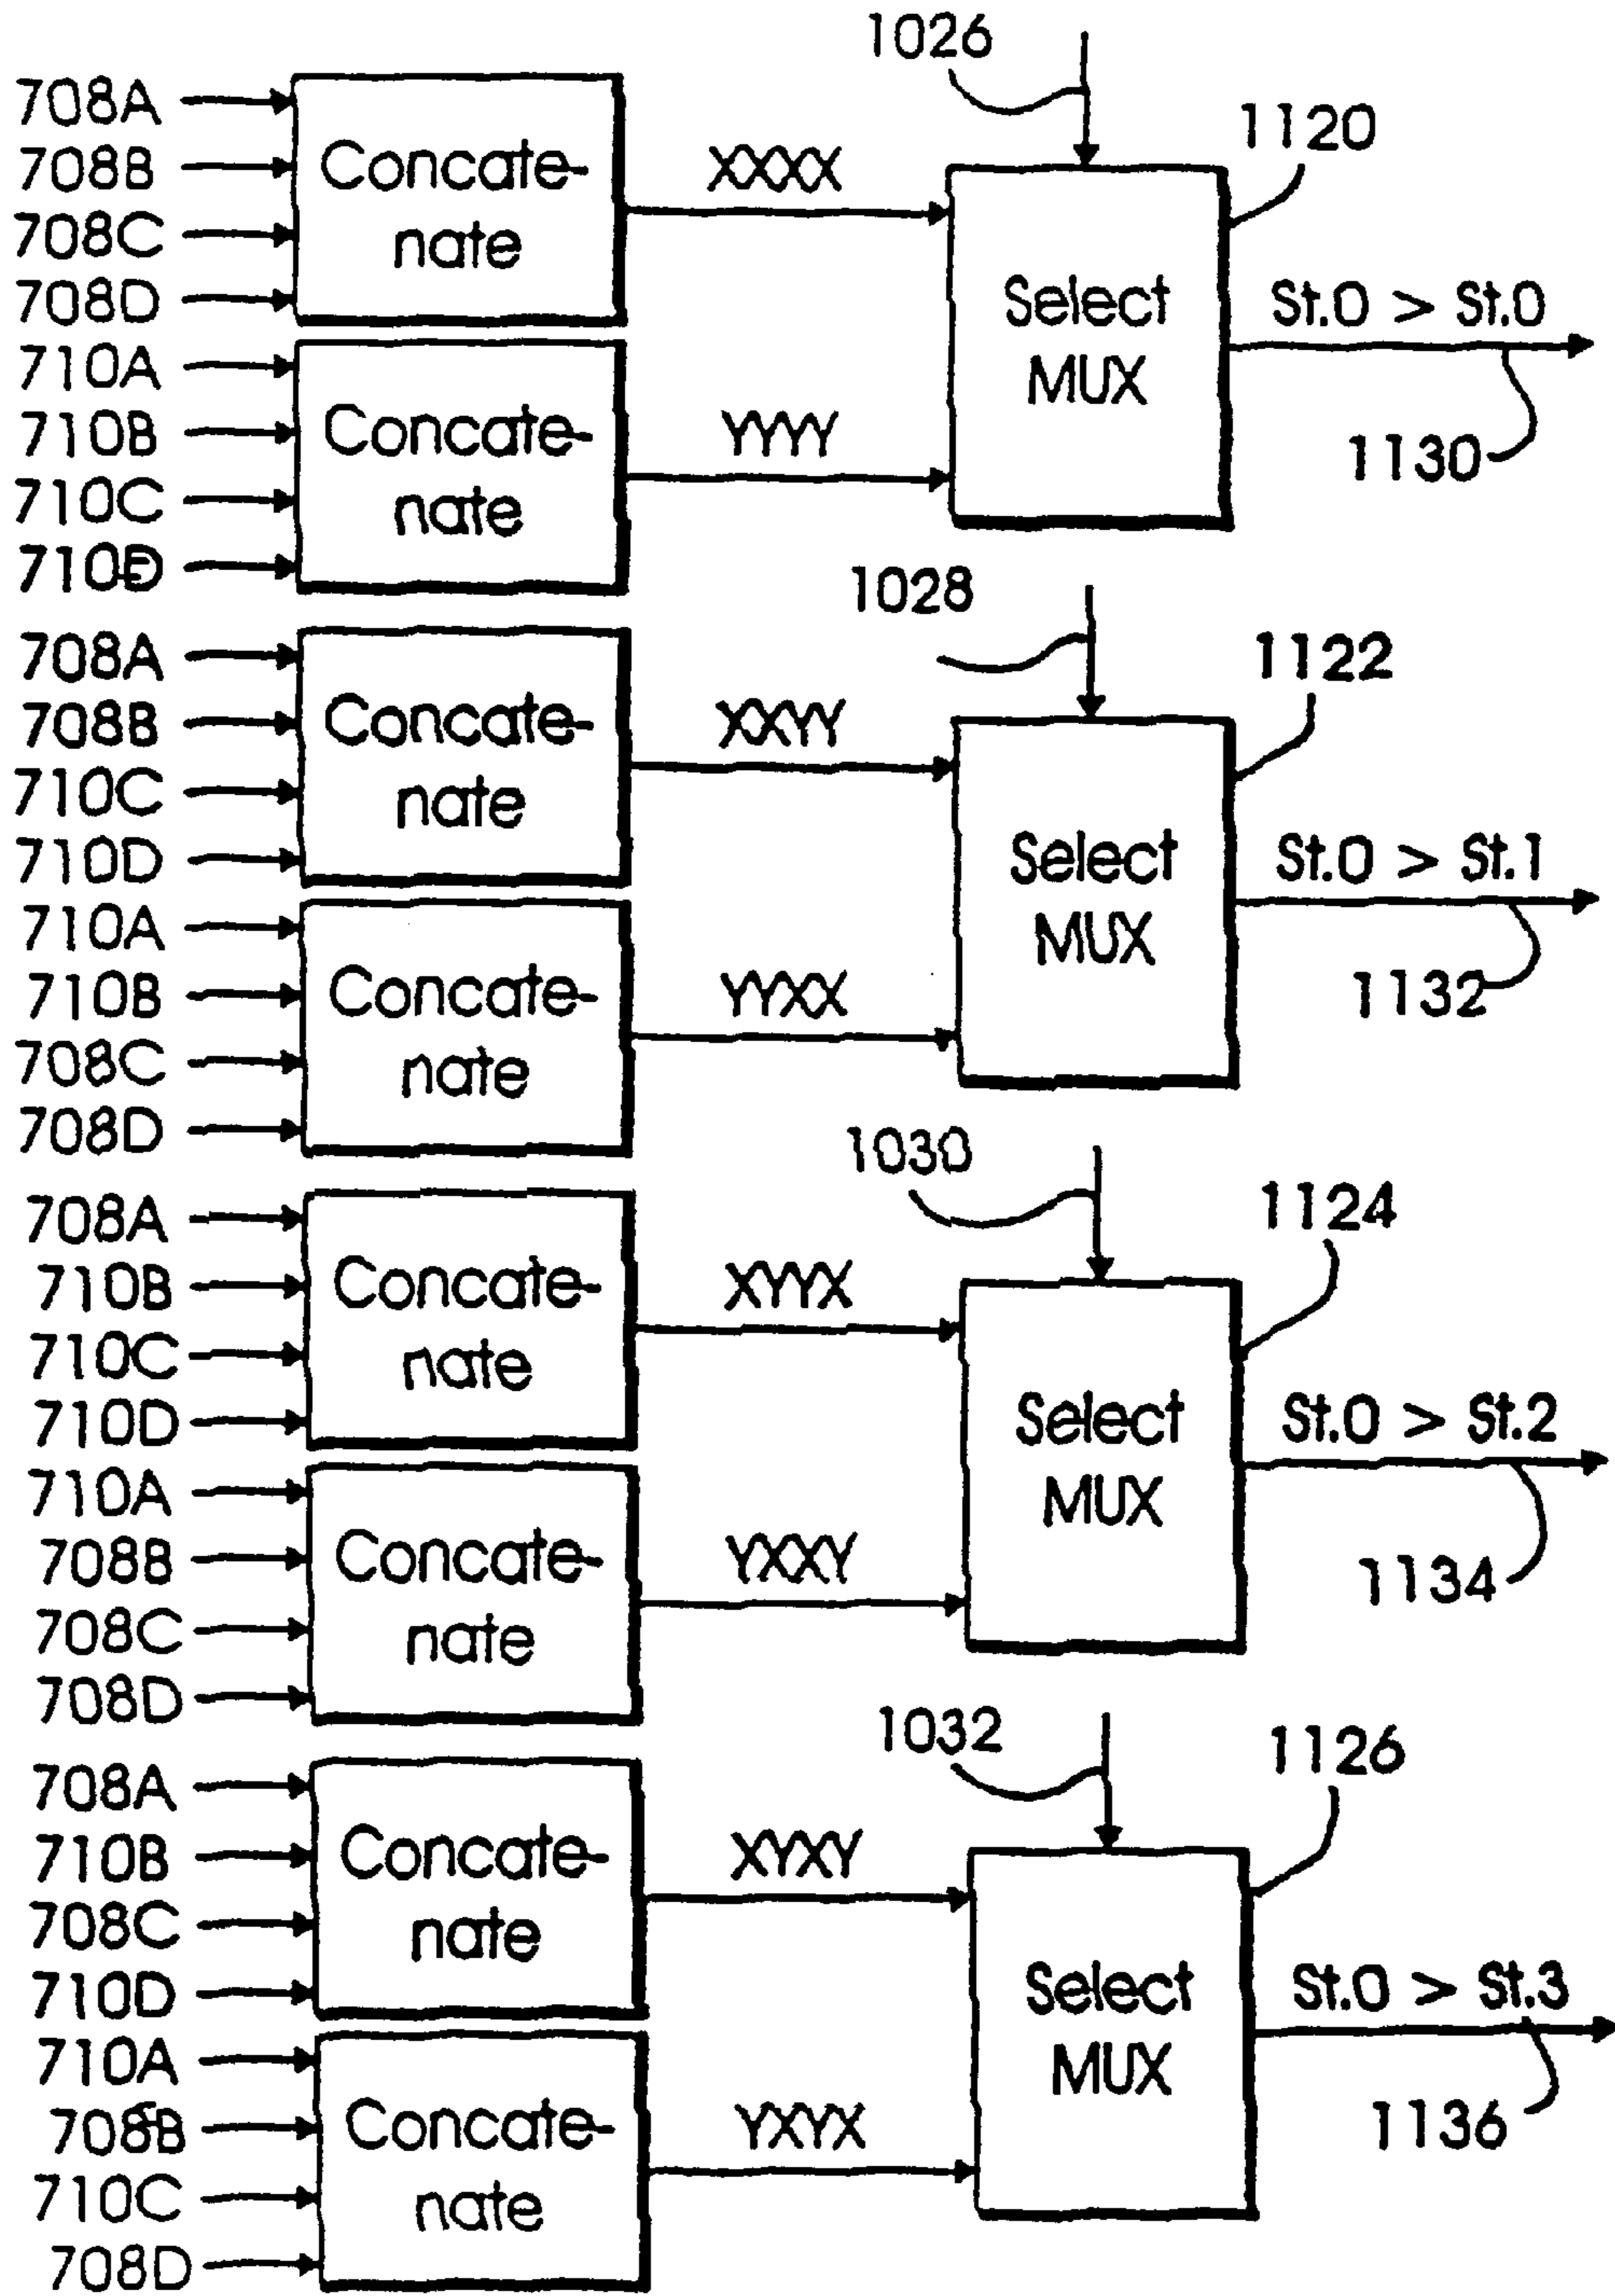 1026
708A
708B
708C
708D
Concate-
nate
XXXX
1120
Select
MUX
St.0 > St.0
1130
710A
710B
710C
710D
Concate-
nate
YYYY
1028
708A
708B
710C
710D
Concate-
nate
XXYY
1122
Select
MUX
St.0 > St.1
1132
710A
710B
708C
708D
Concate-
nate
YYXX
1030
708A
710B
710C
710D
Concate-
nate
XYYX
1124
Select
MUX
St.0 > St.2
1134
710A
708B
708C
708D
Concate-
nate
YXXY
1032
708A
710B
708C
710D
Concate-
nate
XYXY
1126
Select
MUX
St.0 > St.3
1136
710A
708B
710C
708D
Concate-
nate
YXYX